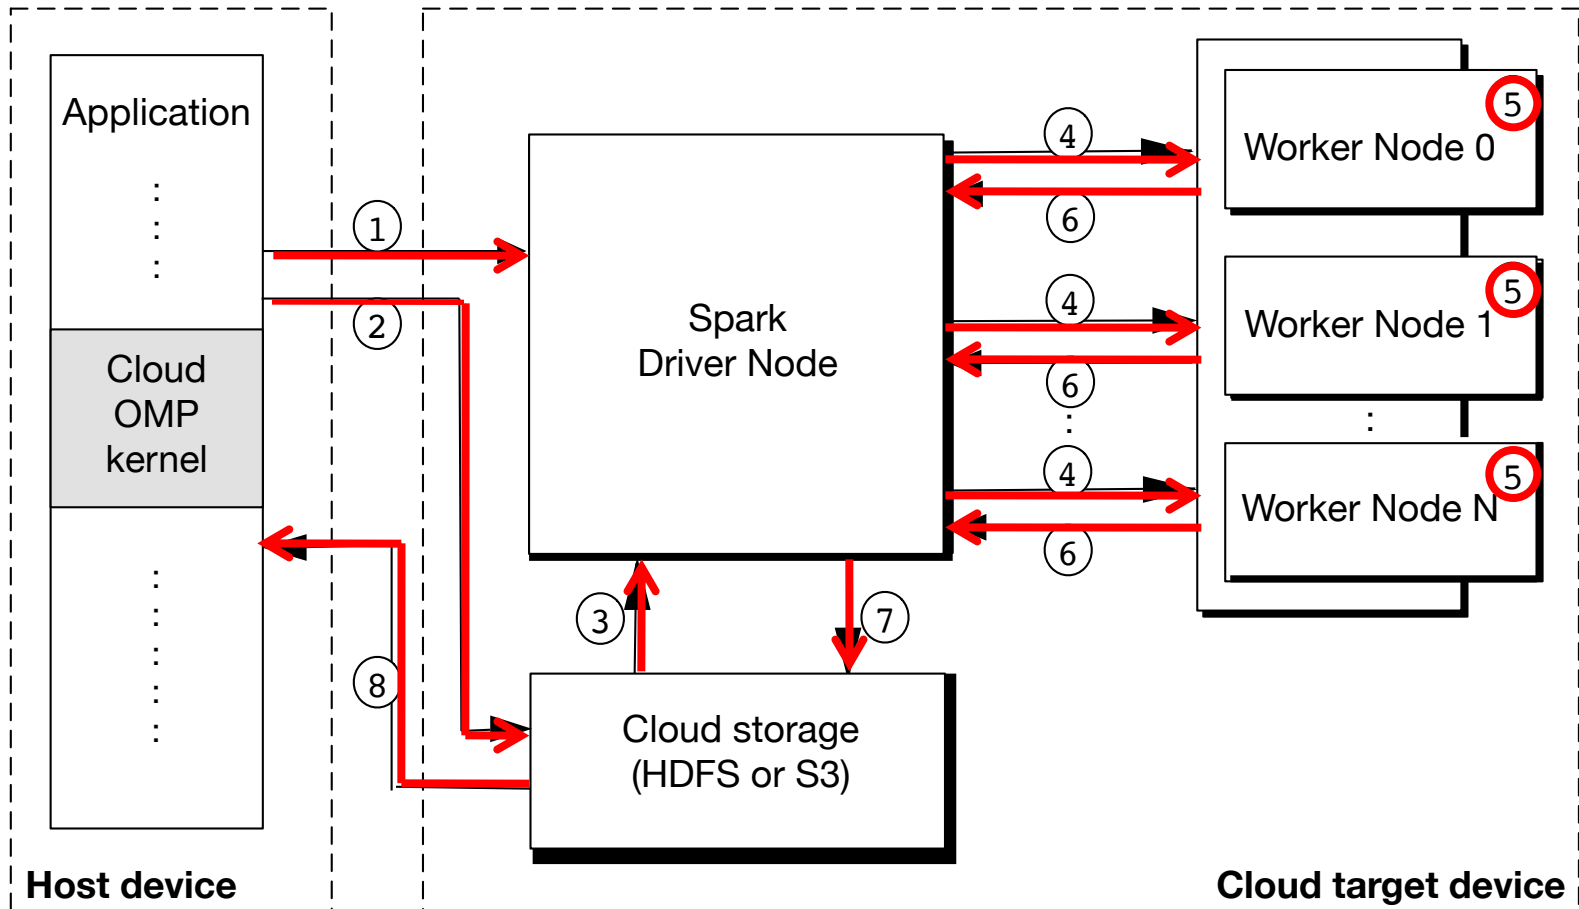 Application
Cloud
OMP
kernel
Host device
1
2
8
Spark
Driver Node
3
7
Cloud storage
(HDFS or S3)
4
6
4
6
4
6
Worker Node 0
5
Worker Node 1
5
Worker Node N
5
Cloud target device